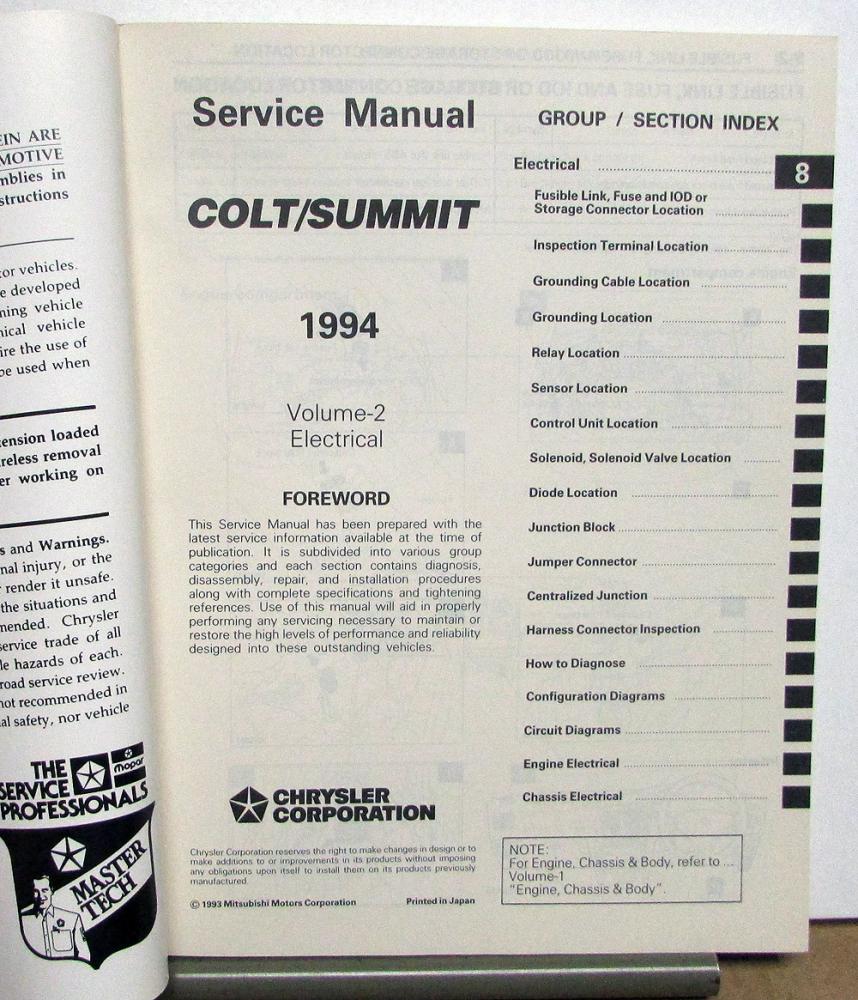 EIN ARE
MOTIVE
mblies in
structions
tor vehicles.
e developed
ning vehicle
nical vehicle
ire the use of
be used when
ension loaded
reless removal
er working on
s and Warnings.
nal injury, or the
render it unsafe.
the situations and
mended. Chrysler
service trade of all
le hazards of each.
road service review.
not recommended in
al safety, nor vehicle
THE
SERVICE
PROFESSIONALS
mopar
MASTER
TECH
Service Manual
COLT/SUMMIT
1994
Volume-2
Electrical
FOREWORD
This Service Manual has been prepared with the
latest service information available at the time of
publication. It is subdivided into various group
categories and each section contains diagnosis,
disassembly, repair, and installation procedures
along with complete specifications and tightening
references. Use of this manual will aid in properly
performing any servicing necessary to maintain or
restore the high levels of performance and reliability
designed into these outstanding vehicles.
CHRYSLER
CORPORATION
Chrysler Corporation reserves the right to make changes in design or to
make additions to or improvements in its products without imposing
any obligations upon itself to install them on its products previously
manufactured.
© 1993 Mitsubishi Motors Corporation Printed in Japan
GROUP / SECTION INDEX
Electrical 8
Fusible Link, Fuse and IOD or
Storage Connector Location
Inspection Terminal Location
Grounding Cable Location
Grounding Location
Relay Location
Sensor Location
Control Unit Location
Solenoid, Solenoid Valve Location
Diode Location
Junction Block
Jumper Connector
Centralized Junction
Harness Connector Inspection
How to Diagnose
Configuration Diagrams
Circuit Diagrams
Engine Electrical
Chassis Electrical
NOTE:
For Engine, Chassis & Body, refer to ...
Volume-1
"Engine, Chassis & Body".